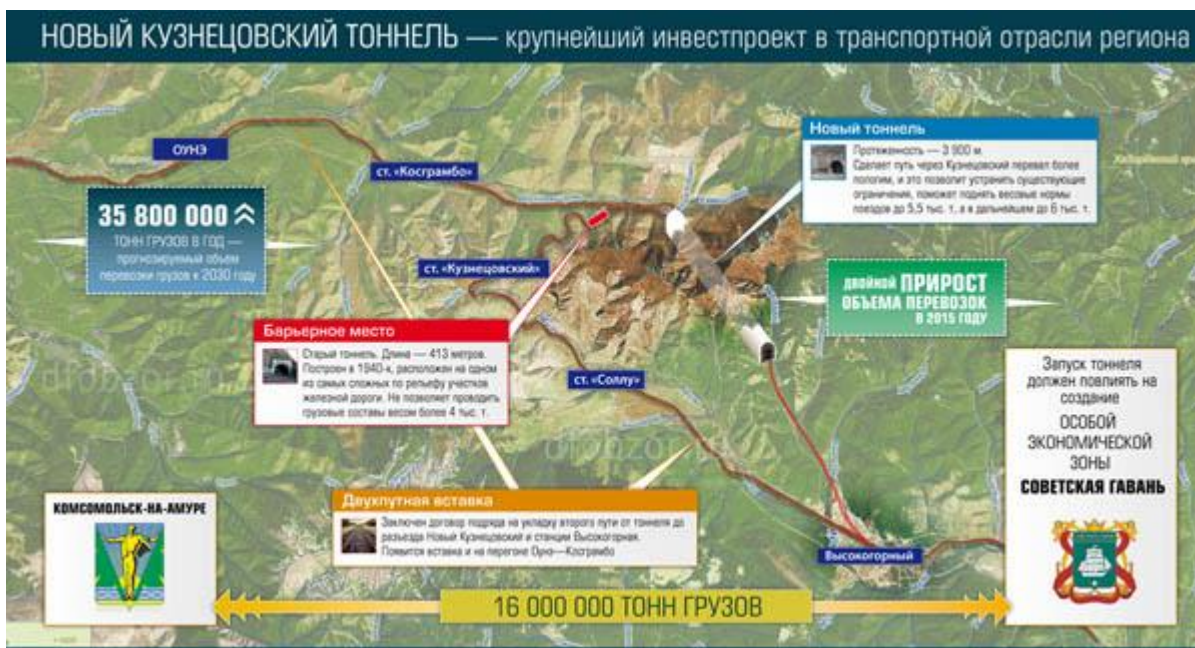 НОВЫЙ КУЗНЕЦОВСКИЙ ТОННЕЛЬ — крупнейший инвестпроект в транспортной отрасли региона
ОУНЭ
ст. «Косграмбо»
Новый тоннель
Протяженность — 3 900 м.
Сделает путь через Кузнецовский перевал более
пологим, и это позволит устранить существующие
ограничения, поможет поднять весовые нормы
поездов до 5,5 тыс. т, а в дальнейшем до 6 тыс. т.
35 800 000
ТОНН ГРУЗОВ В ГОД —
прогнозируемый объем
перевозки грузов к 2030 году
ст. «Кузнецовский»
ДВОЙНОЙ ПРИРОСТ
ОБЪЕМА ПЕРЕВОЗОК
В 2015 ГОДУ
Барьерное место
Старый тоннель. Длина — 413 метров.
Построен в 1940-х, расположен на одном
из самых сложных по рельефу участков
железной дороги. Не позволяет проводить
грузовые составы весом более 4 тыс. т.
ст. «Соллу»
Запуск тоннеля
должен повлиять на
создание
ОСОБОЙ
ЭКОНОМИЧЕСКОЙ
ЗОНЫ
СОВЕТСКАЯ ГАВАНЬ
Двухпутная вставка
Заключен договор подряда на укладку второго пути от тоннеля до
разъезда Новый Кузнецовский и станции Высокогорная.
Появится вставка и на перегоне Оунэ—Косграмбо
КОМСОМОЛЬСК-НА-АМУРЕ
Высокогорный
16 000 000 ТОНН ГРУЗОВ